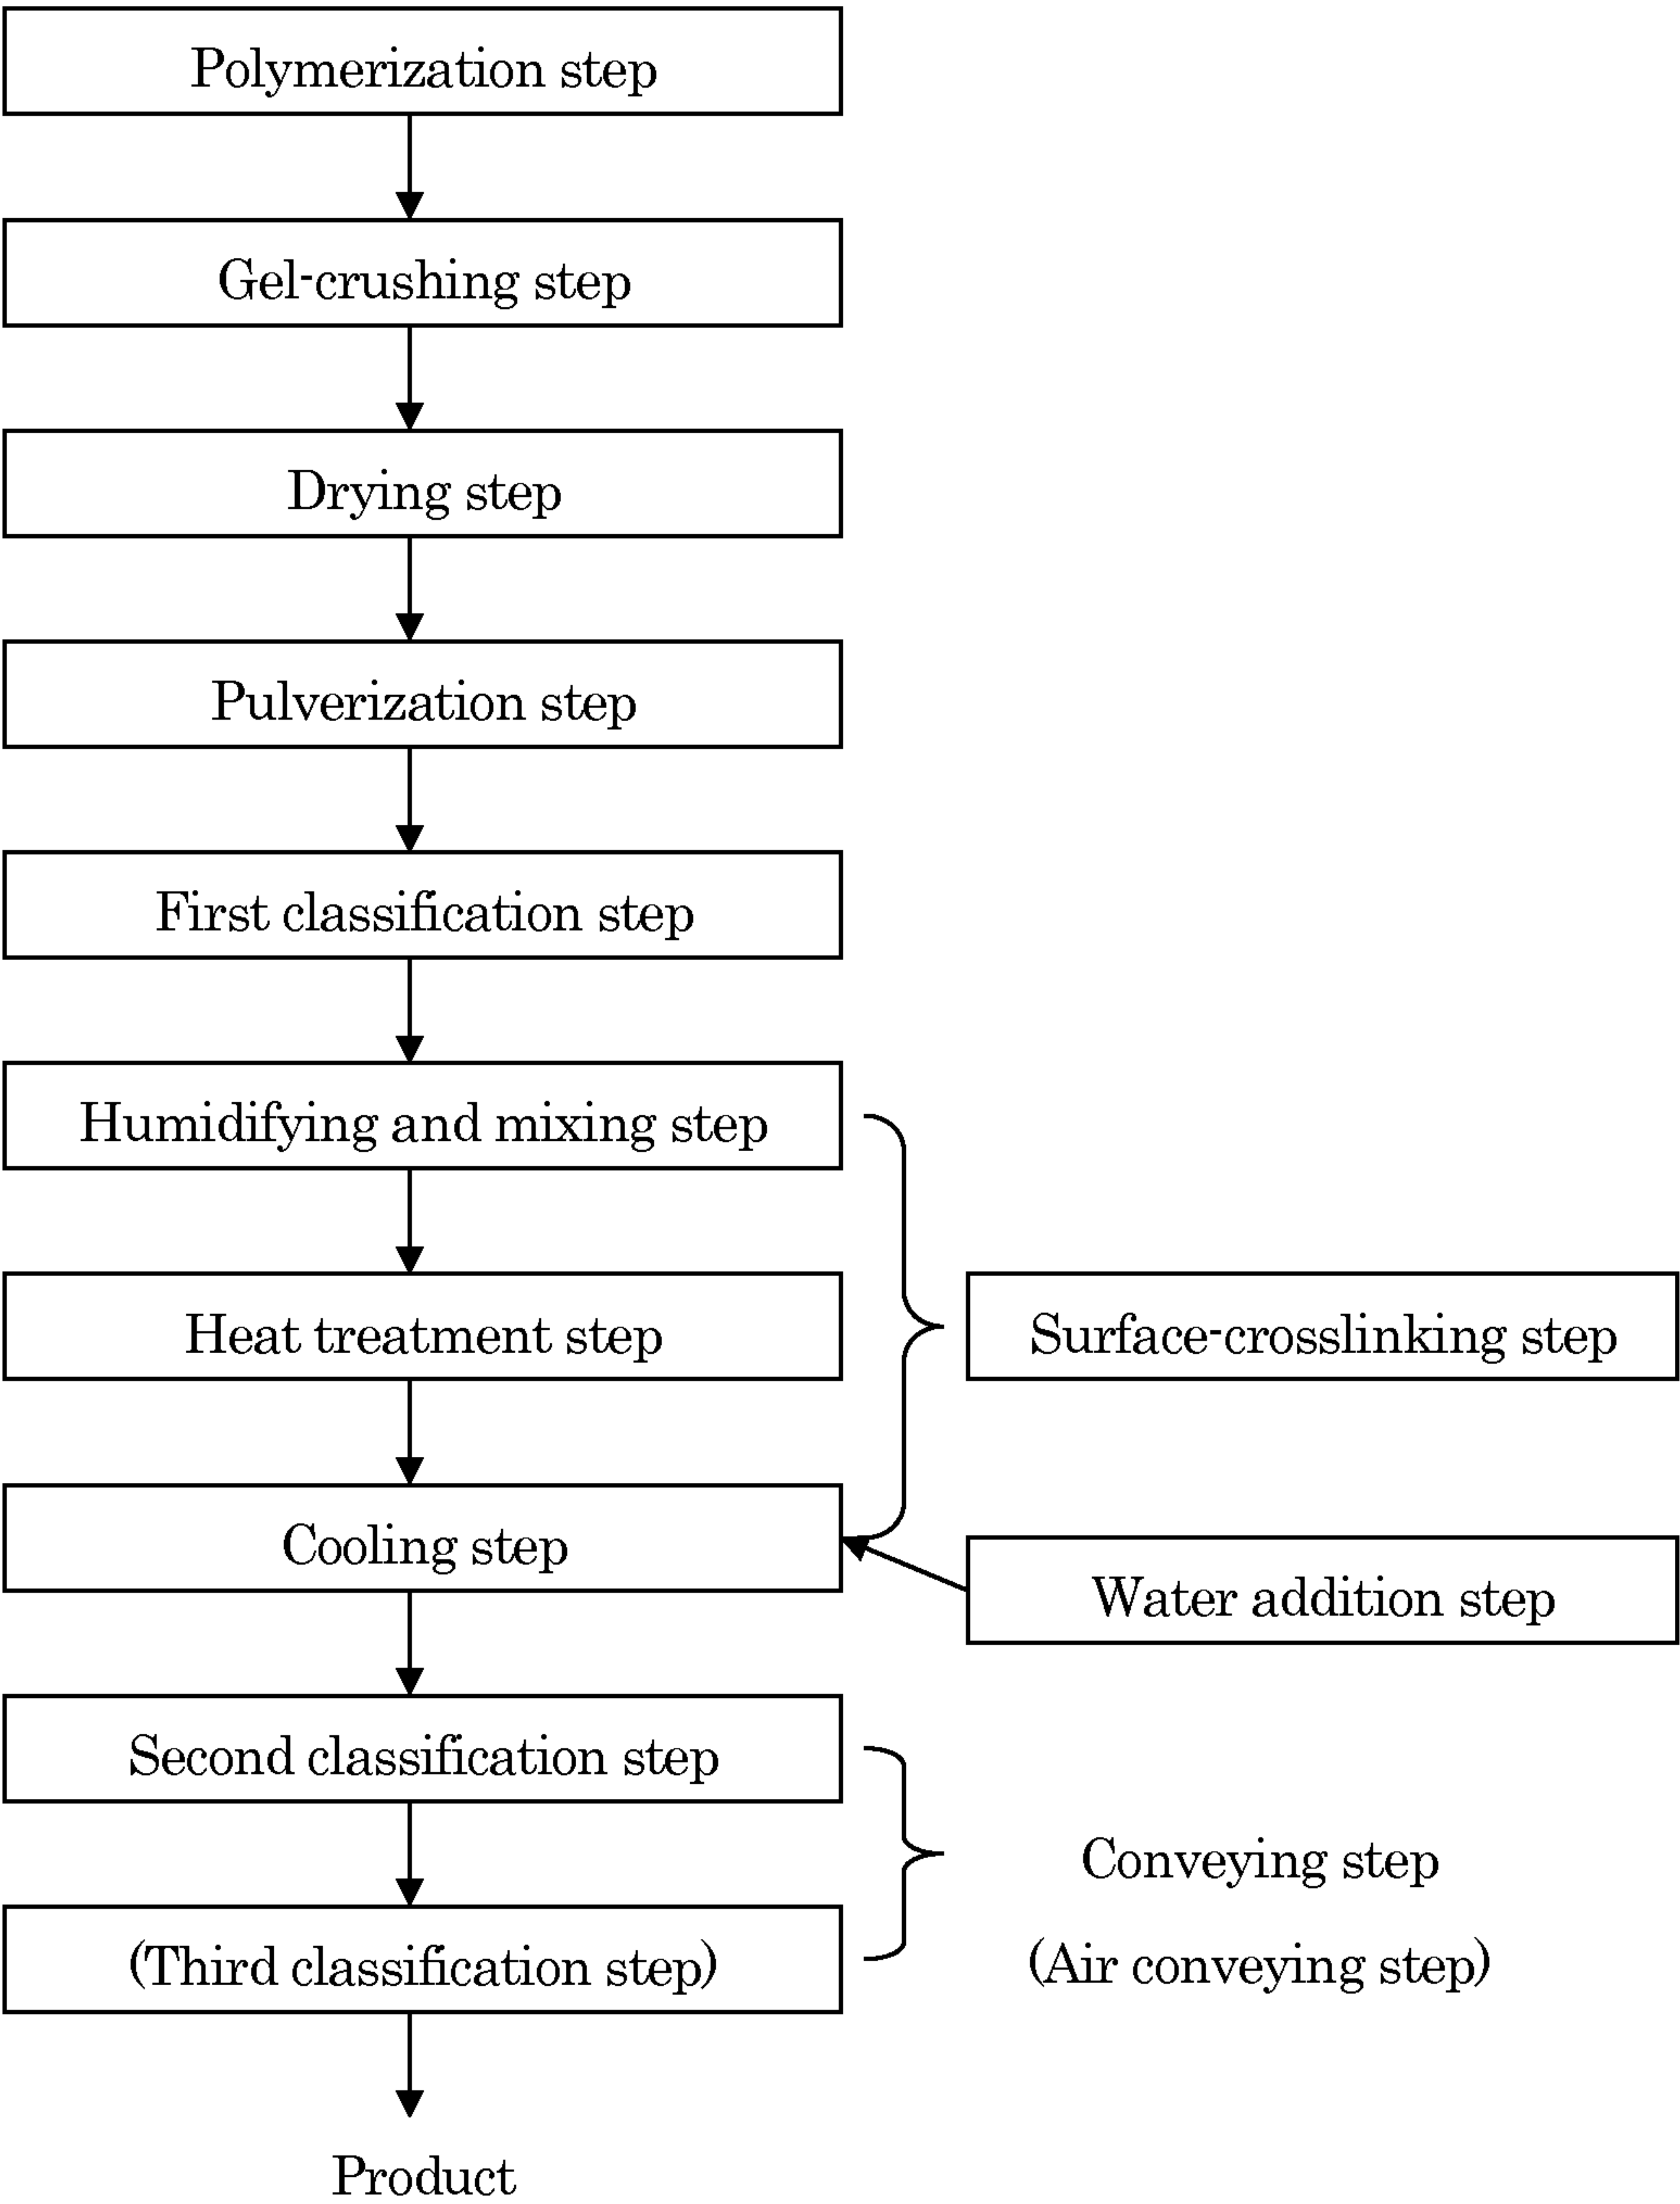 Polymerization step
Gel-crushing step
Drying step
Pulverization step
First classification step
Humidifying and mixing step
Heat treatment step
Surface-crosslinking step
Cooling step
Water addition step
Second classification step
Conveying step
(Third classification step)
(Air conveying step)
Product